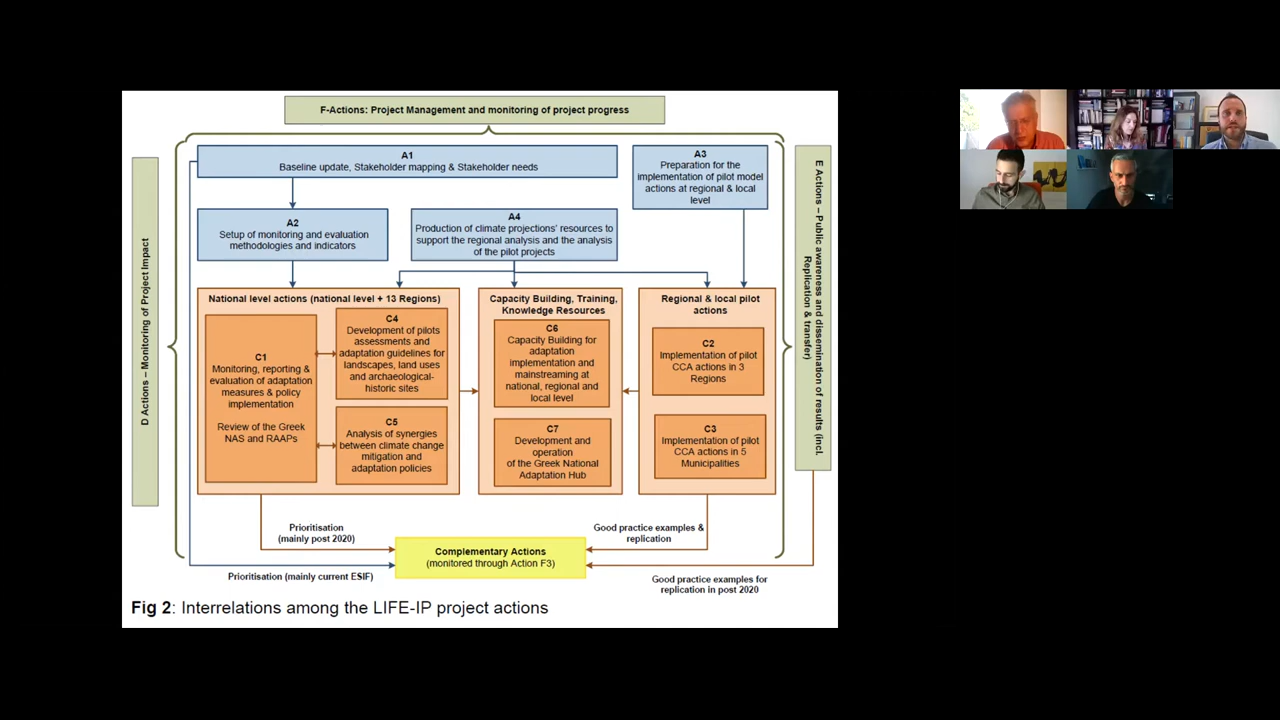 F-Actions: Project Management and monitoring of project progress
D Actions – Monitoring of Project Impact
A1
Baseline update, Stakeholder mapping & Stakeholder needs
A3
Preparation for the
implementation of pilot model
actions at regional & local
level
A2
Setup of monitoring and evaluation
methodologies and indicators
A4
Production of climate projections' resources to
support the regional analysis and the analysis
of the pilot projects
E Actions – Public awareness and dissemination of results (incl.
Replication & transfer)
National level actions (national level + 13 Regions)
C1
Monitoring, reporting &
evaluation of adaptation
measures & policy
implementation
Review of the Greek
NAS and RAAPs
C4
Development of pilots
assessments and
adaptation guidelines for
landscapes, land uses
and archaeological-
historic sites
C5
Analysis of synergies
between climate change
mitigation and
adaptation policies
Capacity Building, Training,
Knowledge Resources
C6
Capacity Building for
adaptation
implementation and
mainstreaming at
national, regional and
local level
C7
Development and
operation
of the Greek National
Adaptation Hub
Regional & local pilot
actions
C2
Implementation of pilot
CCA actions in 3
Regions
C3
Implementation of pilot
CCA actions in 5
Municipalities
Prioritisation
(mainly post 2020)
Good practice examples &
replication
Complementary Actions
(monitored through Action F3)
Prioritisation (mainly current ESIF)
Good practice examples for
replication in post 2020
Fig 2: Interrelations among the LIFE-IP project actions